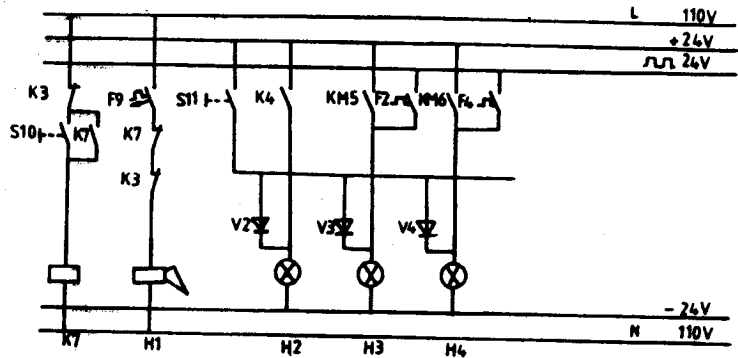 L 110V
+ 24V
24V
K3
F9
S11
K4
KM5
F2
KM6
F4
S10
K7
K7
K3
V2
V3
V4
- 24V
N 110V
K7
H1
H2
H3
H4